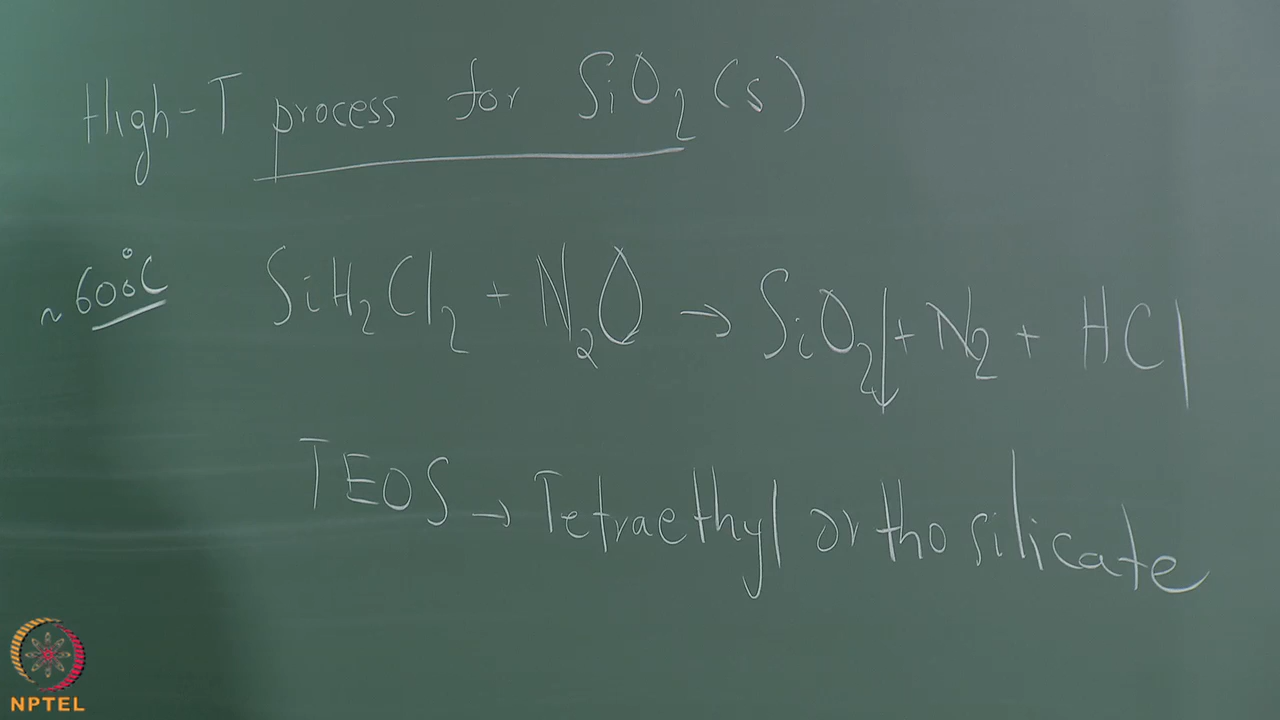 High-T process for SiO₂(s)
~600°C SiH₂Cl₂ + N₂O → SiO₂↓ + N₂ + HCl
TEOS → Tetraethyl orthosilicate
NPTEL